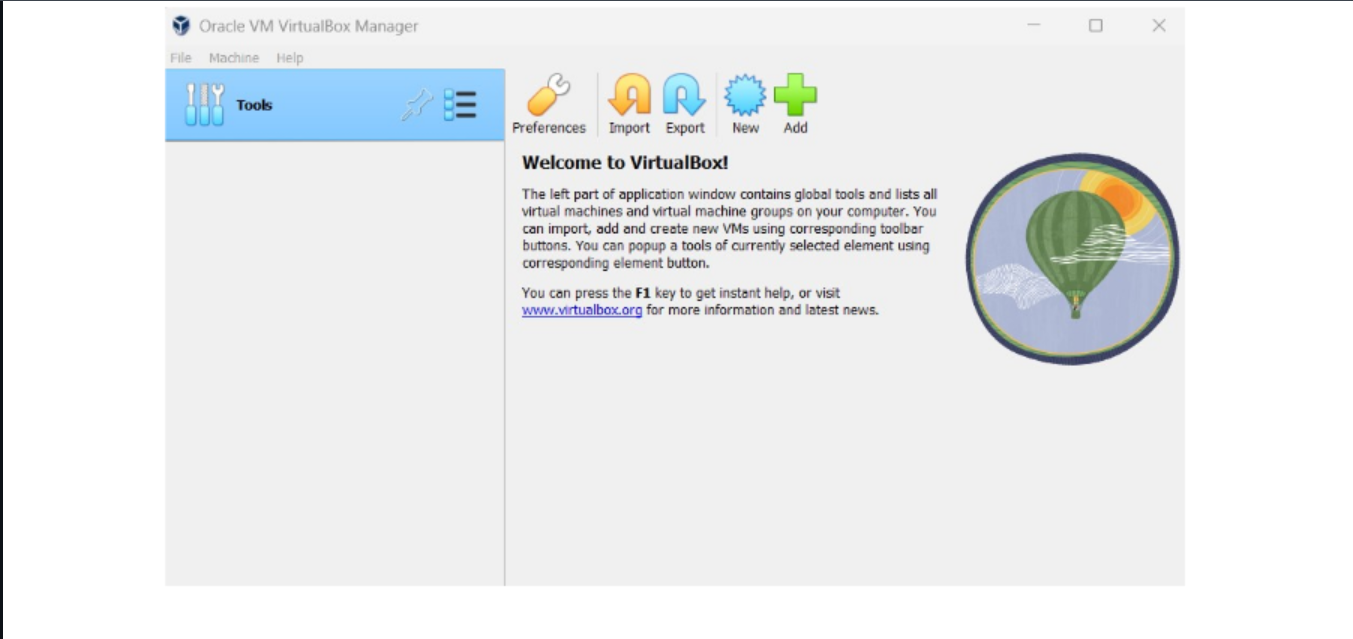 Oracle VM VirtualBox Manager
File Machine Help
Tools
Preferences Import Export New Add
Welcome to VirtualBox!
The left part of application window contains global tools and lists all
virtual machines and virtual machine groups on your computer. You
can import, add and create new VMs using corresponding toolbar
buttons. You can popup a tools of currently selected element using
corresponding element button.
You can press the F1 key to get instant help, or visit
www.virtualbox.org for more information and latest news.